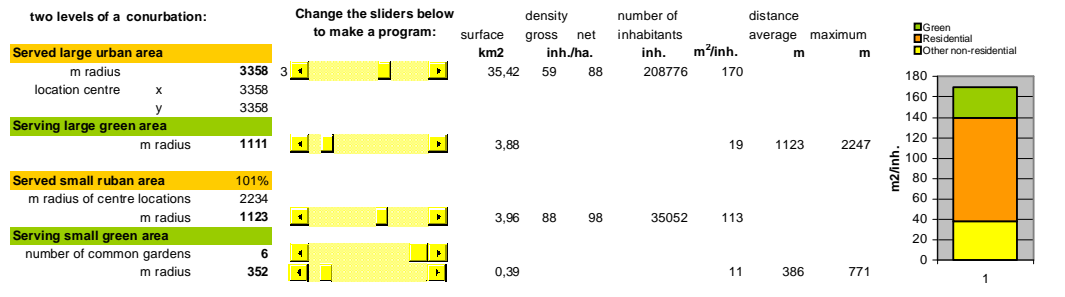 two levels of a conurbation: Change the sliders below density number of distance
to make a program: surface gross net inhabitants average maximum
km2 inh./ha. inh. m²/inh. m m
Served large urban area
m radius 3358 3 35,42 59 88 208776 170
location centre x 3358
y 3358
Serving large green area
m radius 1111 3,88 19 1123 2247
Served small ruban area 101%
m radius of centre locations 2234
m radius 1123 3,96 88 98 35052 113
Serving small green area
number of common gardens 6
m radius 352 0,39 11 386 771
Green
Residential
Other non-residential
m2/inh.
180
160
140
120
100
80
60
40
20
0
1